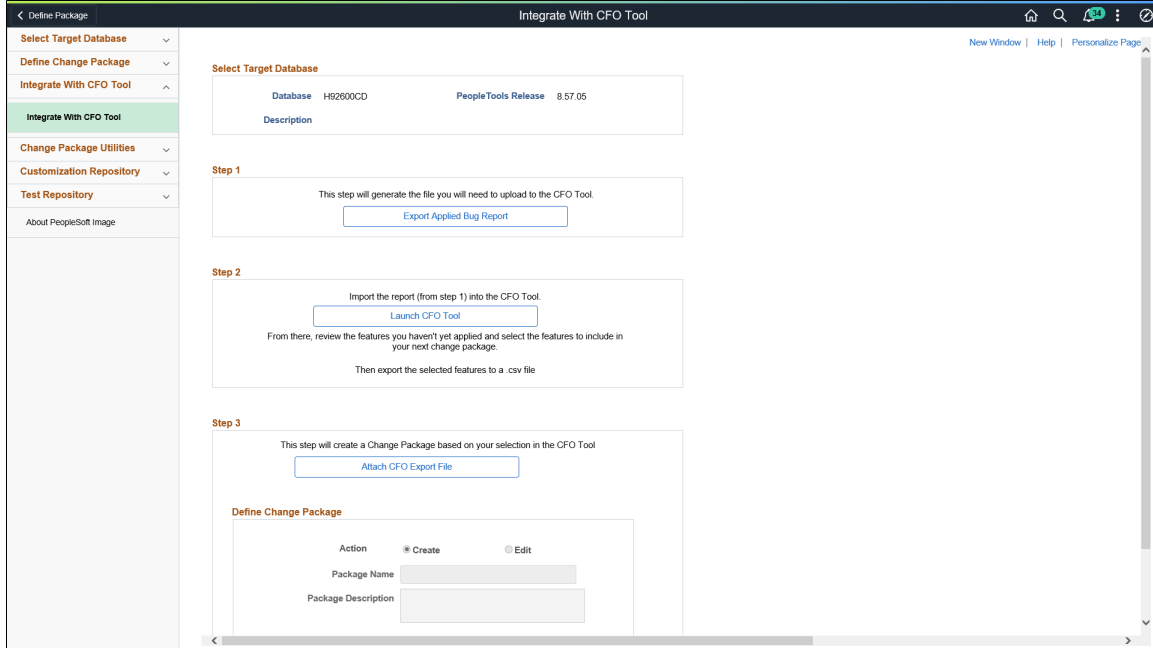 Define Package
Integrate With CFO Tool
34
Select Target Database
Define Change Package
Integrate With CFO Tool
Integrate With CFO Tool
Change Package Utilities
Customization Repository
Test Repository
About PeopleSoft Image
New Window | Help | Personalize Page
Select Target Database
Database H92600CD PeopleTools Release 8.57.05
Description
Step 1
This step will generate the file you will need to upload to the CFO Tool.
Export Applied Bug Report
Step 2
Import the report (from step 1) into the CFO Tool.
Launch CFO Tool
From there, review the features you haven't yet applied and select the features to include in
your next change package.
Then export the selected features to a .csv file
Step 3
This step will create a Change Package based on your selection in the CFO Tool
Attach CFO Export File
Define Change Package
Action Create Edit
Package Name
Package Description